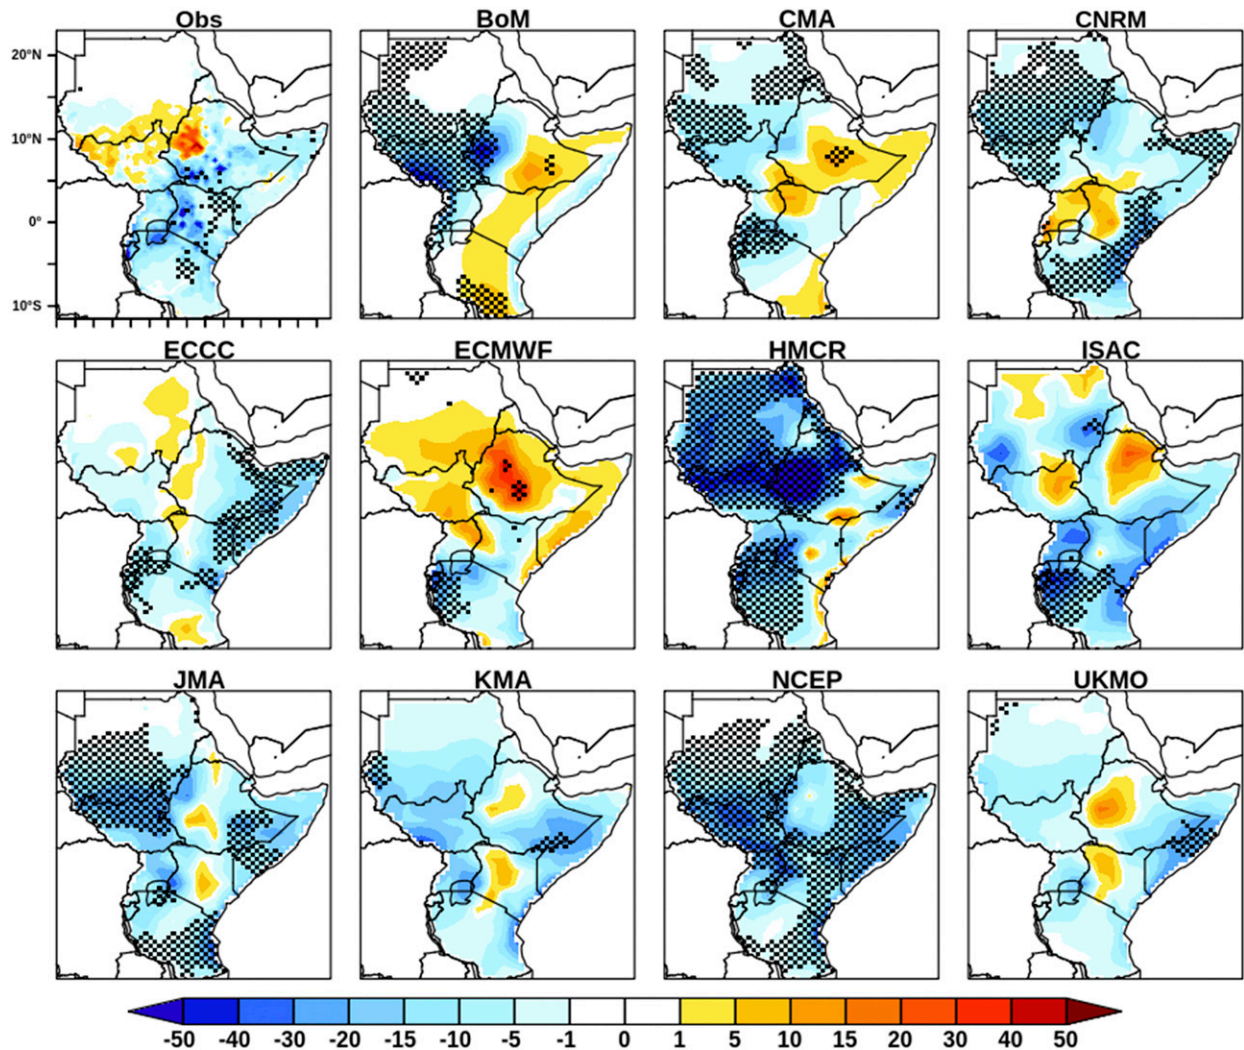 Obs BoM CMA CNRM
20°N
10°N
0°
10°S
ECCC ECMWF HMCR ISAC
JMA KMA NCEP UKMO
-50 -40 -30 -20 -15 -10 -5 -1 0 1 5 10 15 20 30 40 50